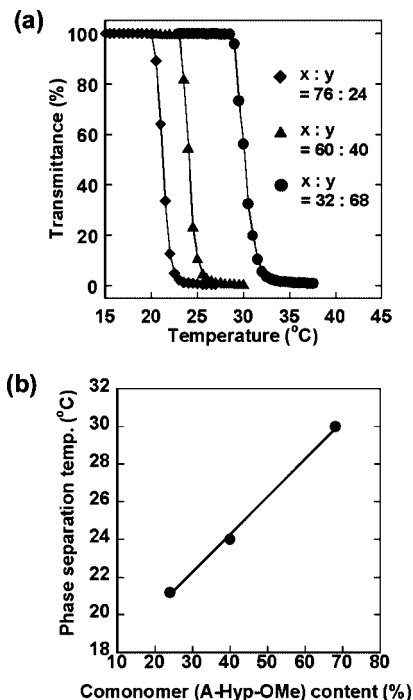 (a)
100
80
60
40
20
0
Transmittance (%)
x : y
= 76 : 24
x : y
= 60 : 40
x : y
= 32 : 68
15 20 25 30 35 40 45
Temperature (°C)
(b)
32
30
28
26
24
22
20
18
Phase separation temp. (°C)
10 20 30 40 50 60 70 80
Comonomer (A-Hyp-OMe) content (%)